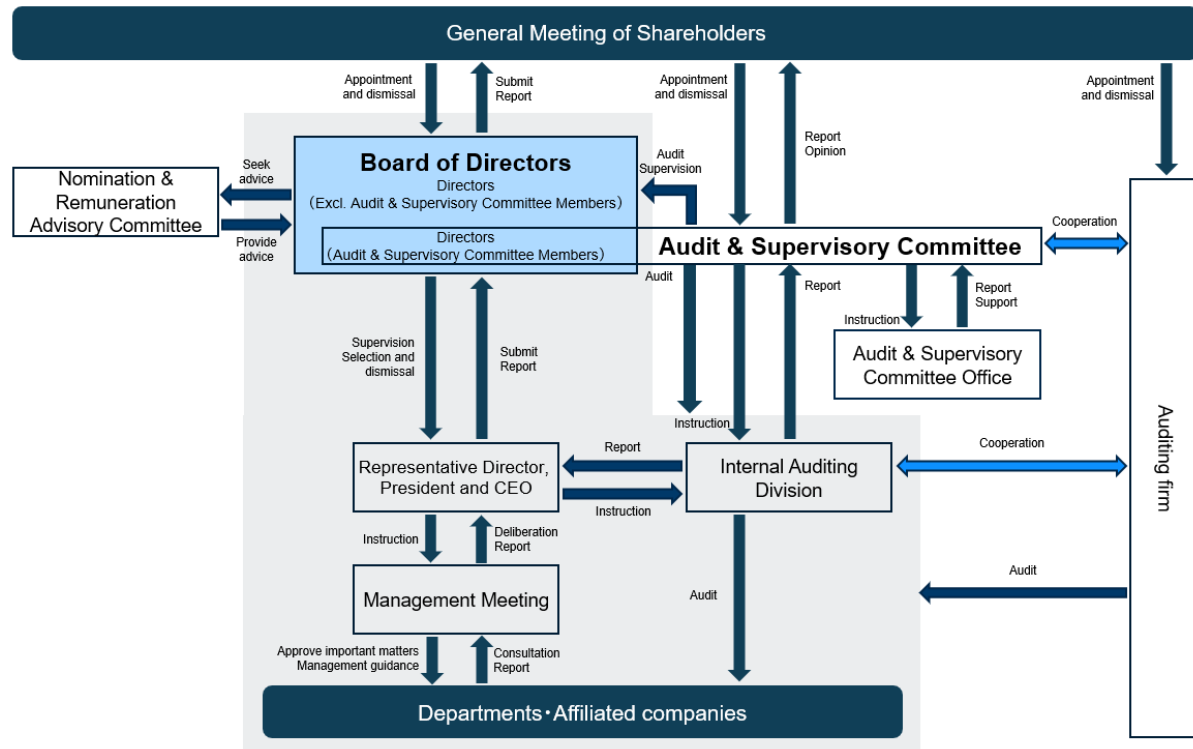 General Meeting of Shareholders
Appointment
and dismissal
Submit
Report
Appointment
and dismissal
Report
Opinion
Appointment
and dismissal
Nomination &
Remuneration
Advisory Committee
Seek
advice
Provide
advice
Board of Directors
Directors
(Excl. Audit & Supervisory Committee Members)
Directors
(Audit & Supervisory Committee Members)
Audit
Supervision
Audit & Supervisory Committee
Cooperation
Audit
Report
Instruction
Report
Support
Audit & Supervisory
Committee Office
Supervision
Selection and
dismissal
Submit
Report
Instruction
Representative Director,
President and CEO
Report
Instruction
Internal Auditing
Division
Cooperation
Auditing firm
Instruction
Deliberation
Report
Management Meeting
Audit
Audit
Approve important matters
Management guidance
Consultation
Report
Departments・Affiliated companies